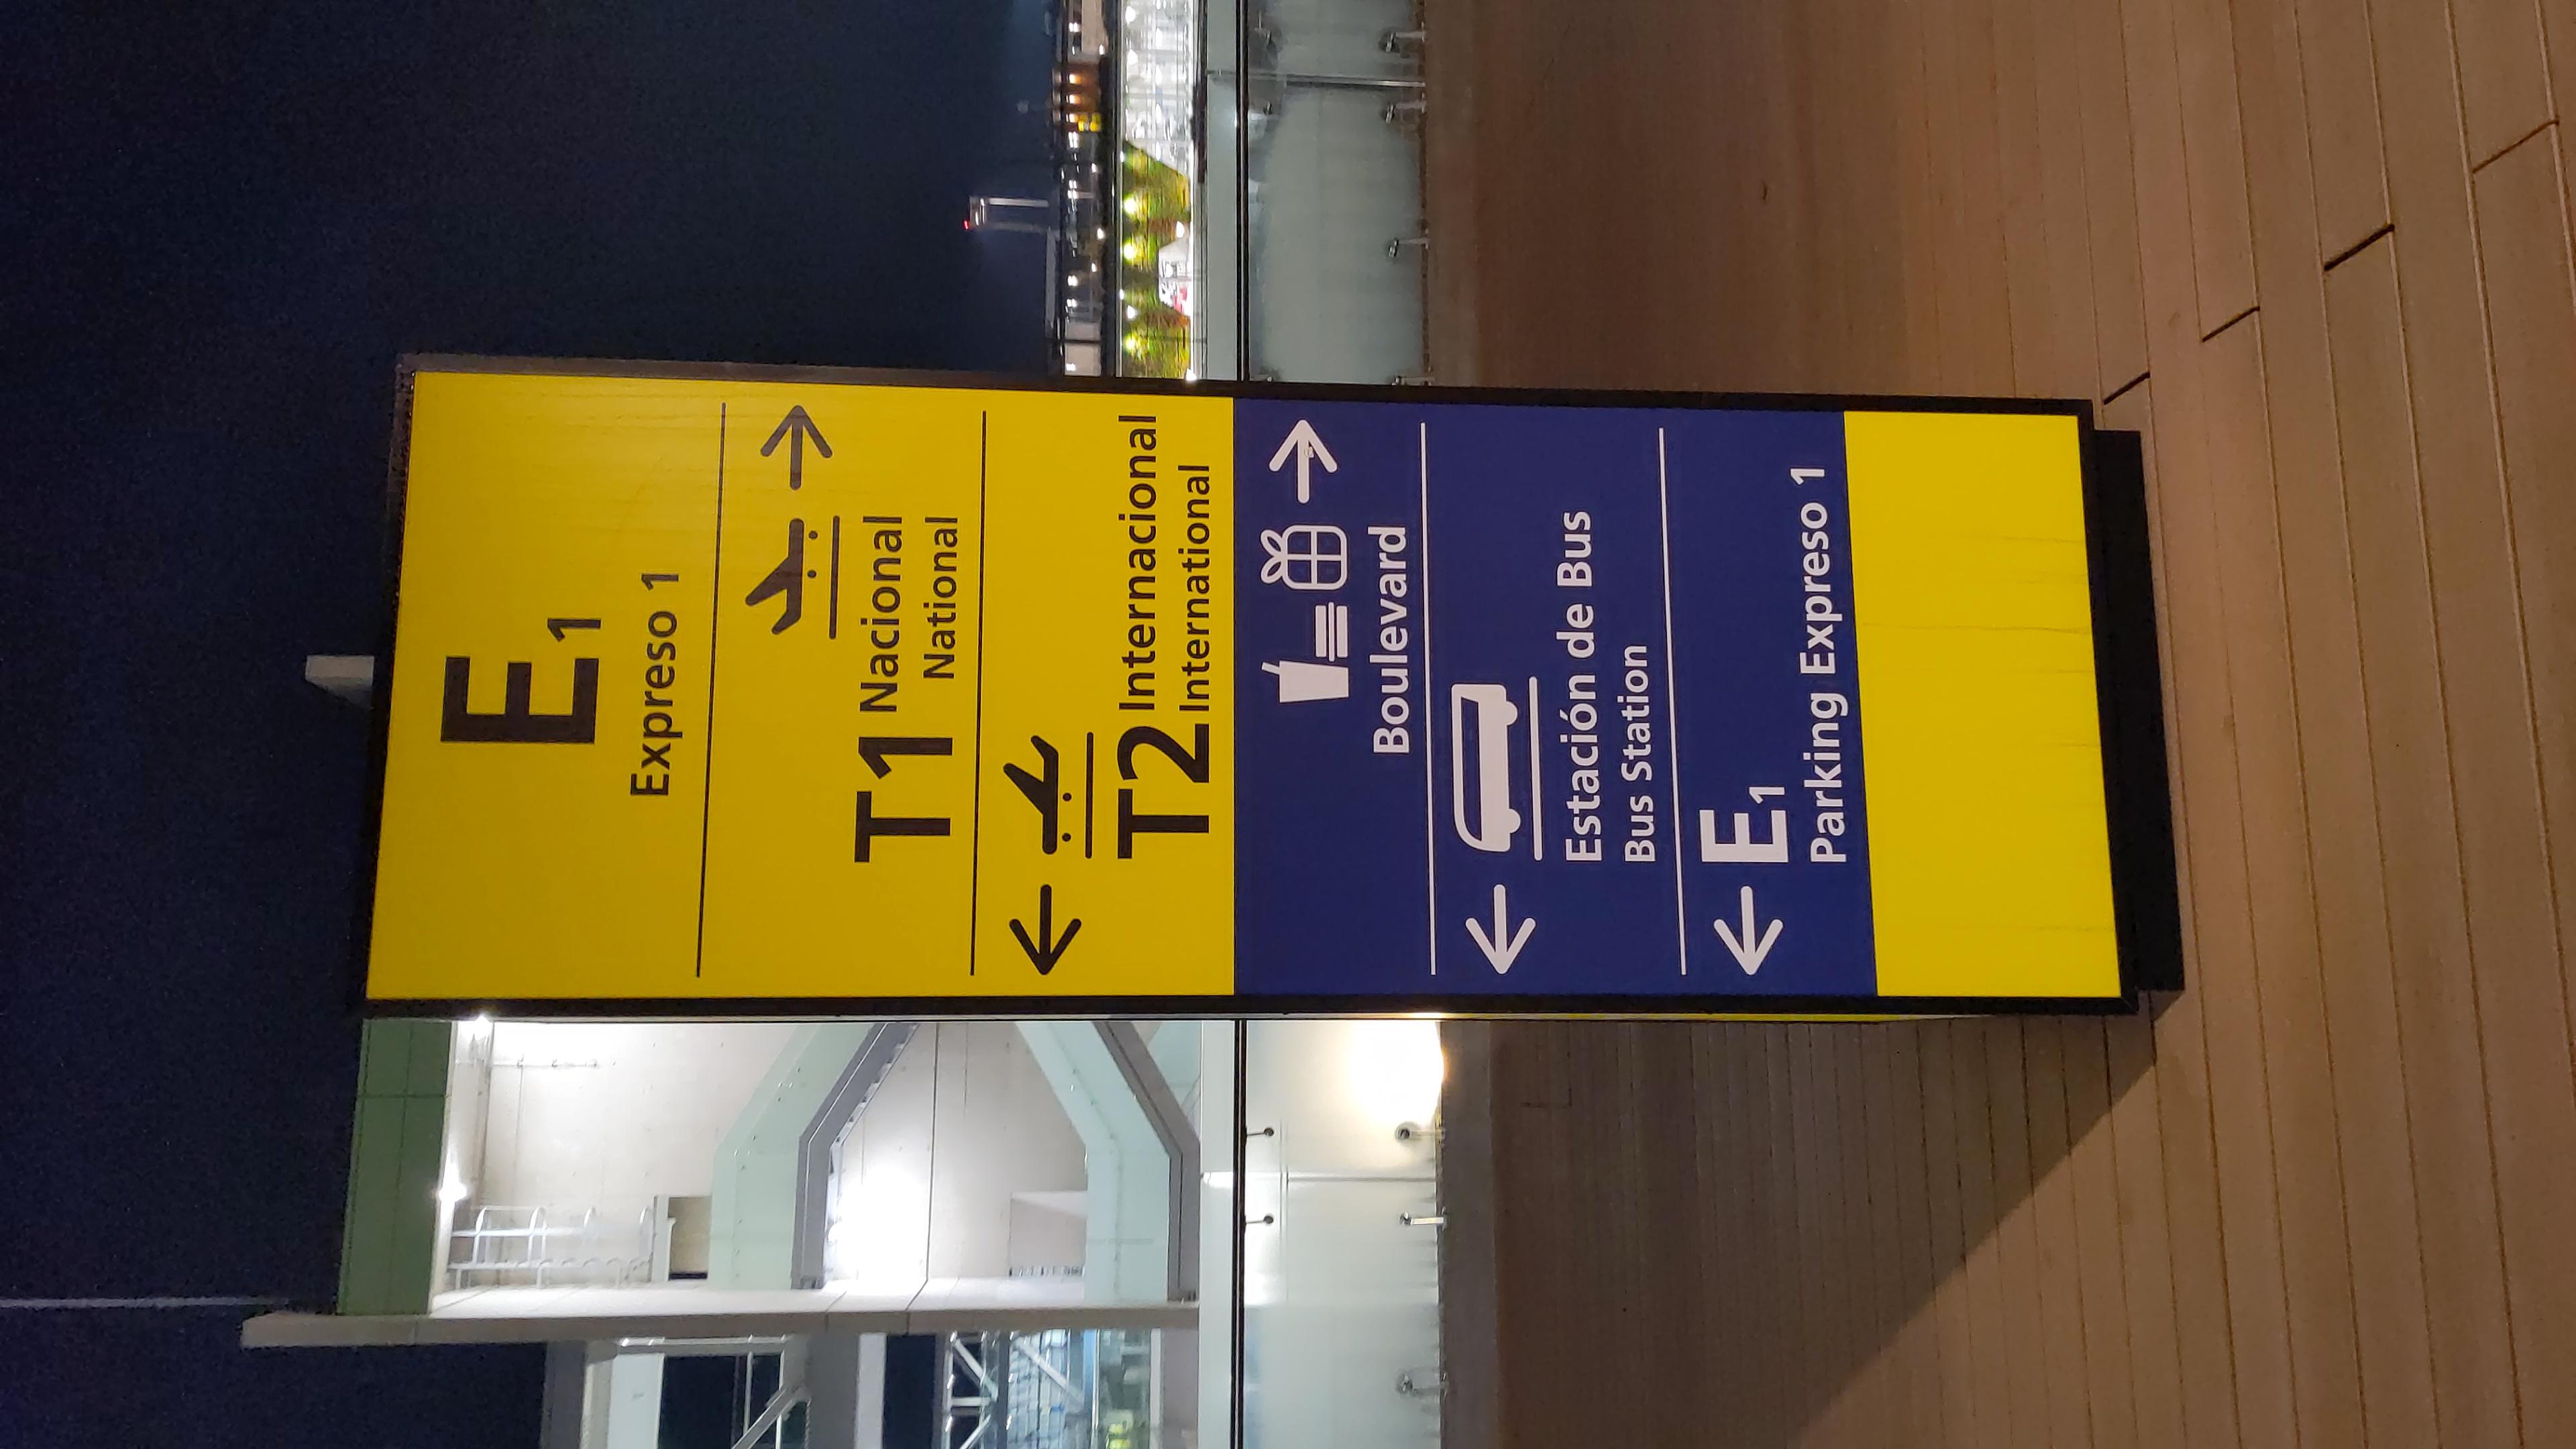 E1
Expreso 1
T1 Nacional
National
T2 Internacional
International
Boulevard
Estación de Bus
Bus Station
E1
Parking Expreso 1